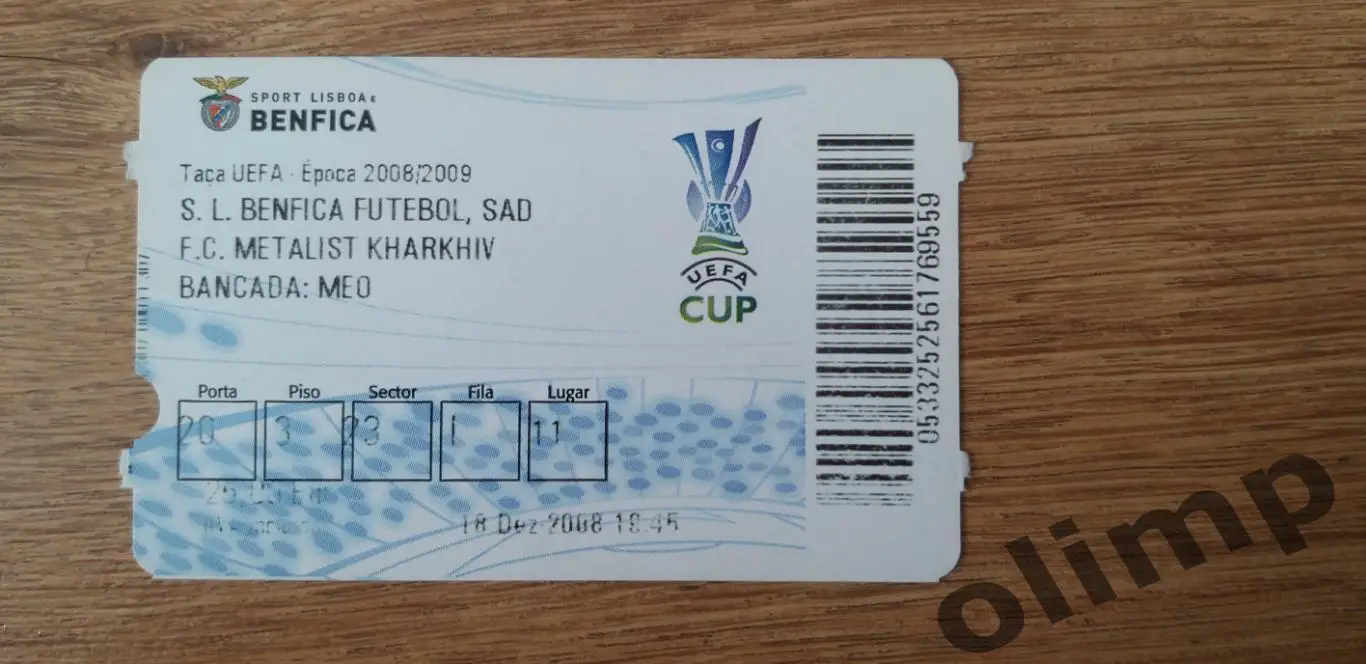 SPORT LISBOA E
BENFICA
Taça UEFA - Época 2008/2009
S. L. BENFICA FUTEBOL, SAD
F.C. METALIST KHARKHIV
BANCADA: MEO
UEFA
CUP
Porta Piso Sector Fila Lugar
20 3 23 1 11
18 Dez 2008 19:45
0533252561769559
olimp